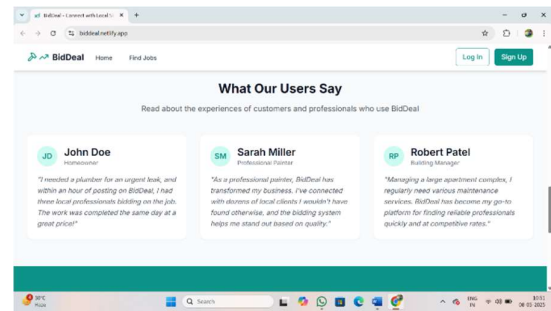 BidDeal - Connect with Local
biddeal.netlify.app
BidDeal Home Find Jobs Log In Sign Up
What Our Users Say
Read about the experiences of customers and professionals who use BidDeal
JD John Doe
Homeowner
"I needed a plumber for an urgent leak, and
within an hour of posting on BidDeal, I had
three local professionals bidding on the job.
The work was completed the same day at a
great price!"
SM Sarah Miller
Professional Painter
"As a professional painter, BidDeal has
transformed my business. I've connected
with dozens of local clients I wouldn't have
found otherwise, and the bidding system
helps me stand out based on quality."
RP Robert Patel
Building Manager
"Managing a large apartment complex, I
regularly need various maintenance
services. BidDeal has become my go-to
platform for finding reliable professionals
quickly and at competitive rates."
Search
ENG